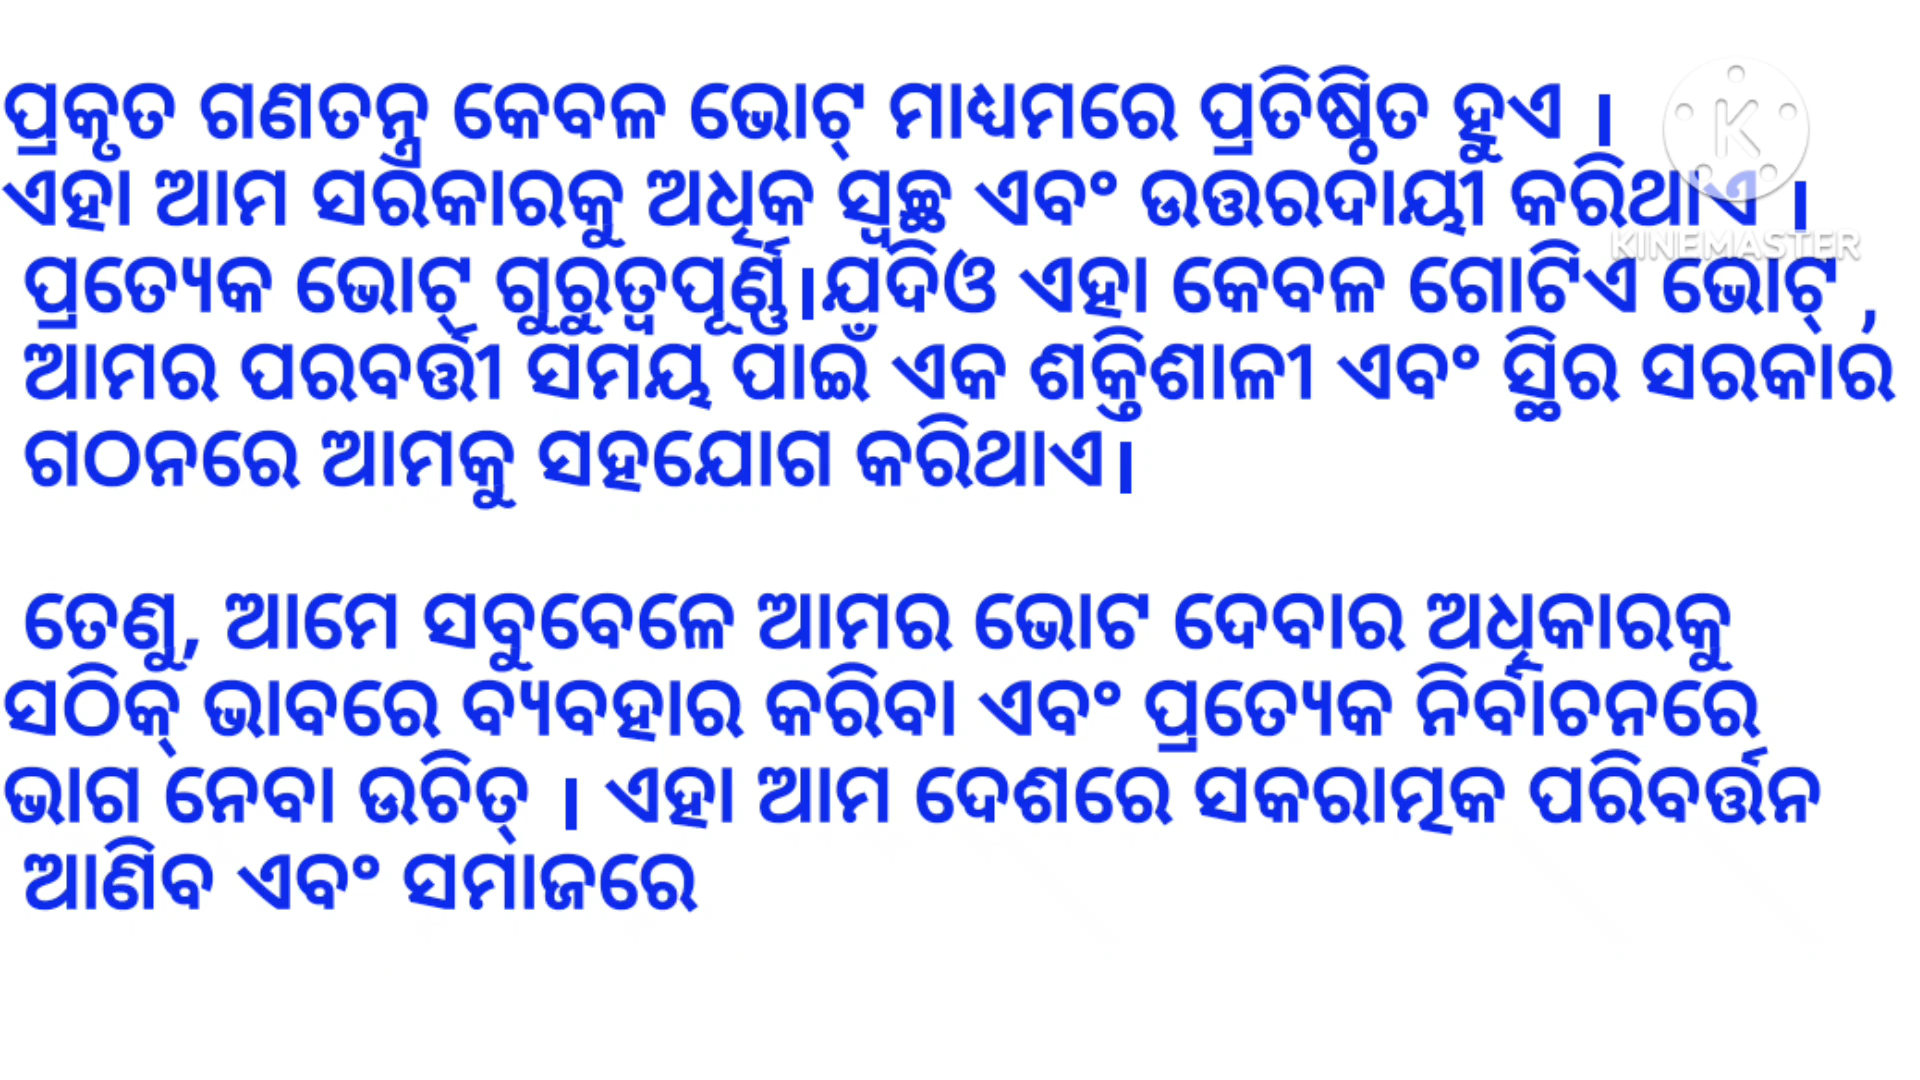 ପ୍ରକୃତ ଗଣତନ୍ତ୍ର କେବଳ ଭୋଟ୍ ମାଧ୍ୟମରେ ପ୍ରତିଷ୍ଠିତ ହୁଏ ।
ଏହା ଆମ ସରକାରକୁ ଅଧିକ ସ୍ୱଚ୍ଛ ଏବଂ ଉତ୍ତରଦାୟୀ କରିଥାଏ ।
KINEMASTER
ପ୍ରତ୍ୟେକ ଭୋଟ୍ ଗୁରୁତ୍ୱପୂର୍ଣ୍ଣ।ଯଦିଓ ଏହା କେବଳ ଗୋଟିଏ ଭୋଟ୍ ,
ଆମର ପରବର୍ତ୍ତୀ ସମୟ ପାଇଁ ଏକ ଶକ୍ତିଶାଳୀ ଏବଂ ସ୍ଥିର ସରକାର
ଗଠନରେ ଆମକୁ ସହଯୋଗ କରିଥାଏ।
ତେଣୁ, ଆମେ ସବୁବେଳେ ଆମର ଭୋଟ ଦେବାର ଅଧିକାରକୁ
ସଠିକ୍ ଭାବରେ ବ୍ୟବହାର କରିବା ଏବଂ ପ୍ରତ୍ୟେକ ନିର୍ବାଚନରେ
ଭାଗ ନେବା ଉଚିତ୍ । ଏହା ଆମ ଦେଶରେ ସକରାତ୍ମକ ପରିବର୍ତ୍ତନ
ଆଣିବ ଏବଂ ସମାଜରେ